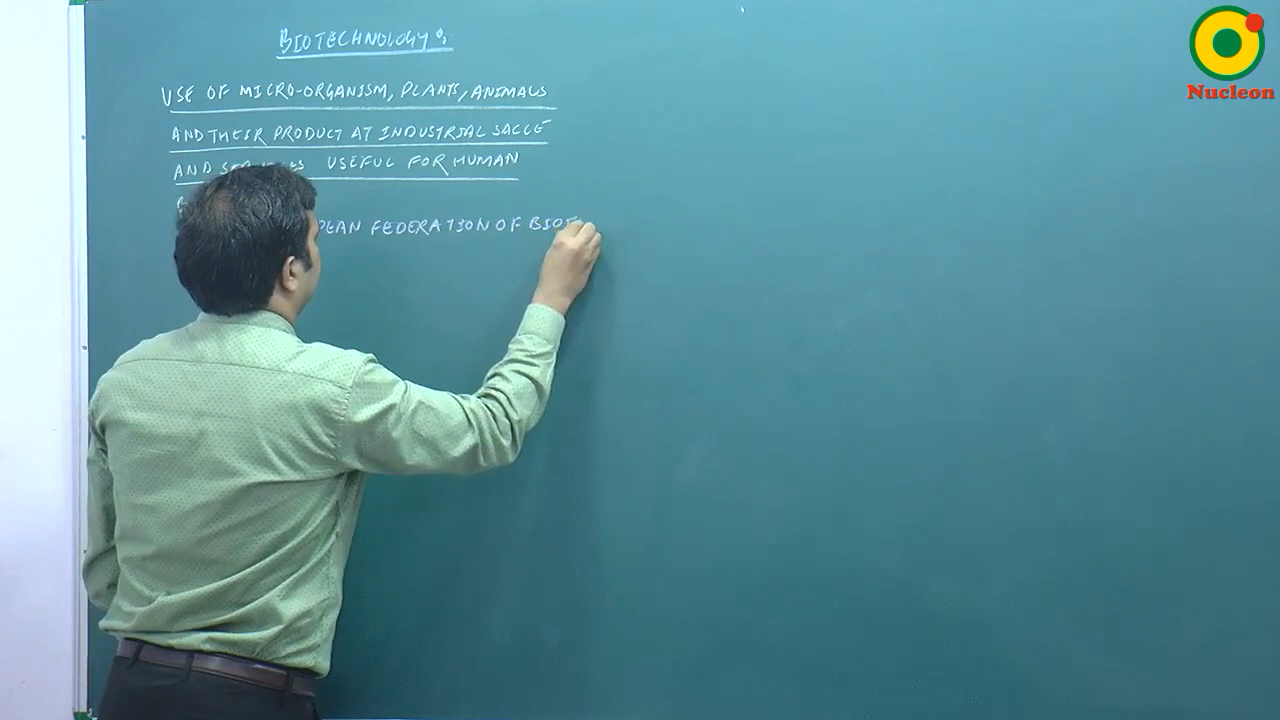 BIOTECHNOLOGY :
USE OF MICRO-ORGANISM, PLANTS, ANIMALS
AND THEIR PRODUCT AT INDUSTRIAL SACLE
AND USEFUL FOR HUMAN
FEDERATION OF
Nucleon